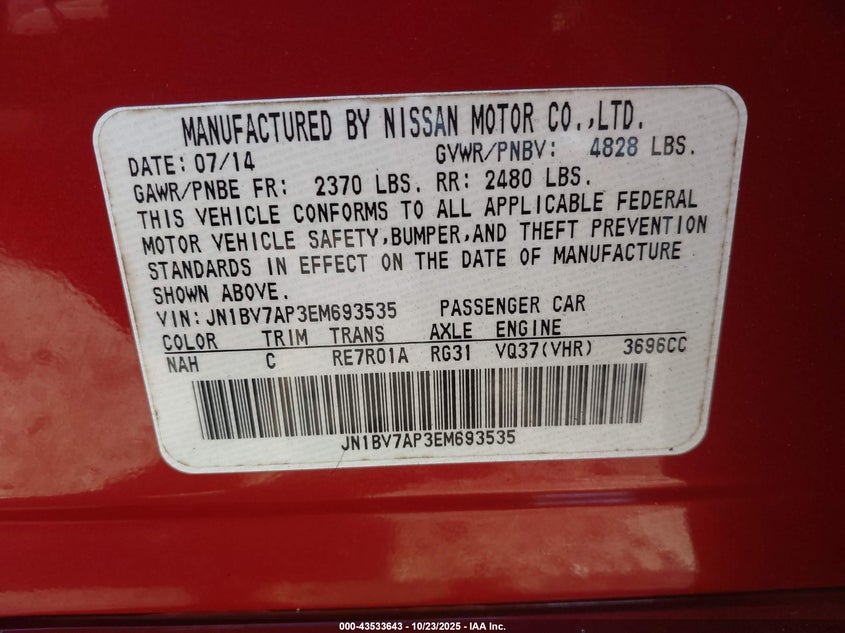 MANUFACTURED BY NISSAN MOTOR CO.,LTD.
DATE: 07/14 GVWR/PNBV: 4828 LBS.
GAWR/PNBE FR: 2370 LBS. RR: 2480 LBS.
THIS VEHICLE CONFORMS TO ALL APPLICABLE FEDERAL
MOTOR VEHICLE SAFETY,BUMPER,AND THEFT PREVENTION
STANDARDS IN EFFECT ON THE DATE OF MANUFACTURE
SHOWN ABOVE.
VIN: JN1BV7AP3EM693535 PASSENGER CAR
COLOR TRIM TRANS AXLE ENGINE
NAH C RE7R01A RG31 VQ37(VHR) 3696CC
JN1BV7AP3EM693535
000-43533643 - 10/23/2025 - IAA Inc.